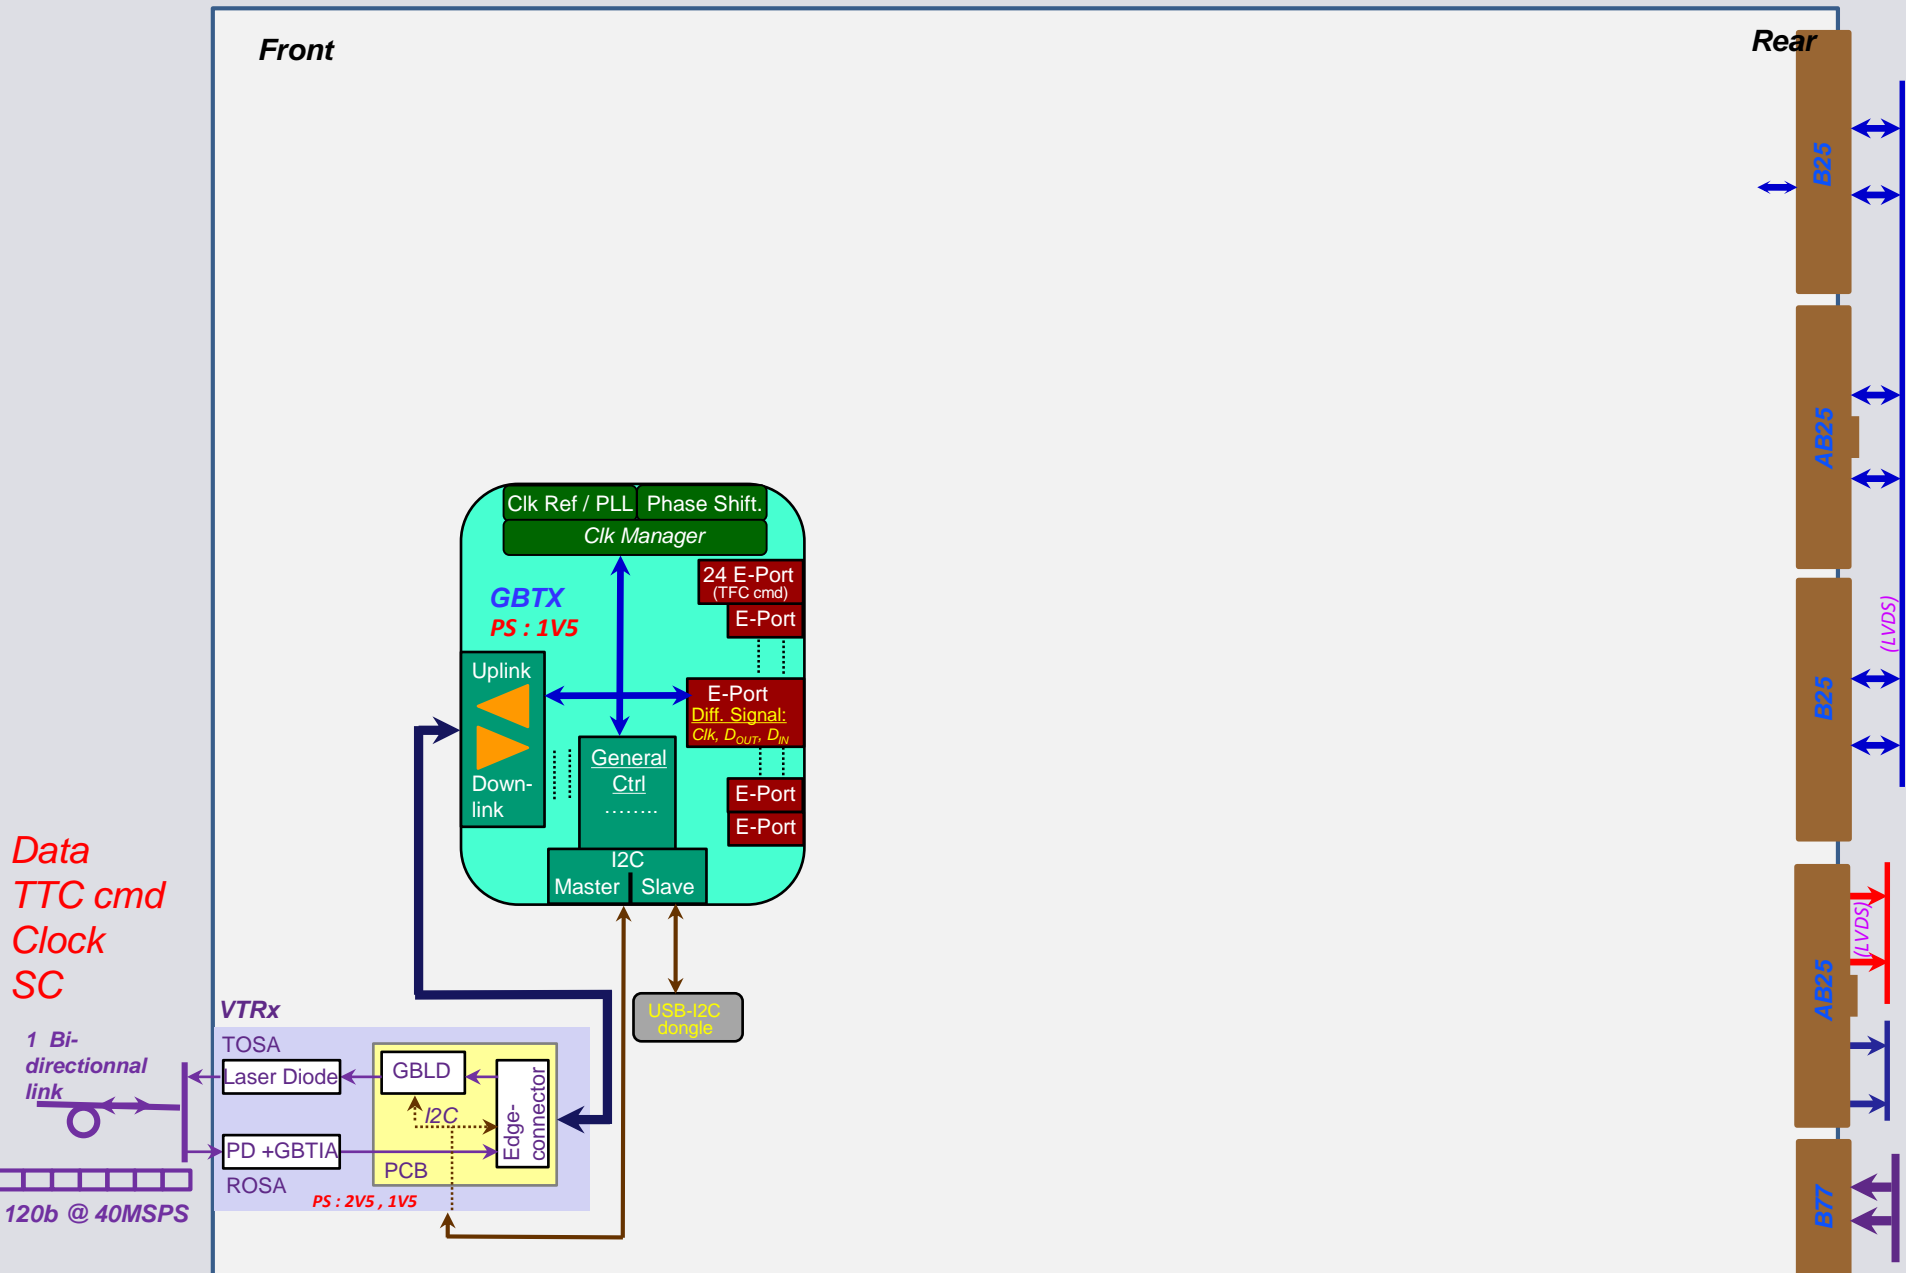 Front
Rear
B25
AB25
B25
(LVDS)
AB25
(LVDS)
B77
Clk Ref / PLL
Phase Shift.
Clk Manager
GBTX
PS : 1V5
24 E-Port
(TFC cmd)
E-Port
Uplink
Down-
link
E-Port
Diff. Signal:
Clk, DOUT, DIN
General
Ctrl
........
E-Port
E-Port
I2C
Master
Slave
USB-I2C
dongle
Data
TTC cmd
Clock
SC
1 Bi-
directionnal
link
120b @ 40MSPS
VTRx
TOSA
Laser Diode
GBLD
I2C
Edge-
connector
PD +GBTIA
PCB
ROSA
PS : 2V5 , 1V5